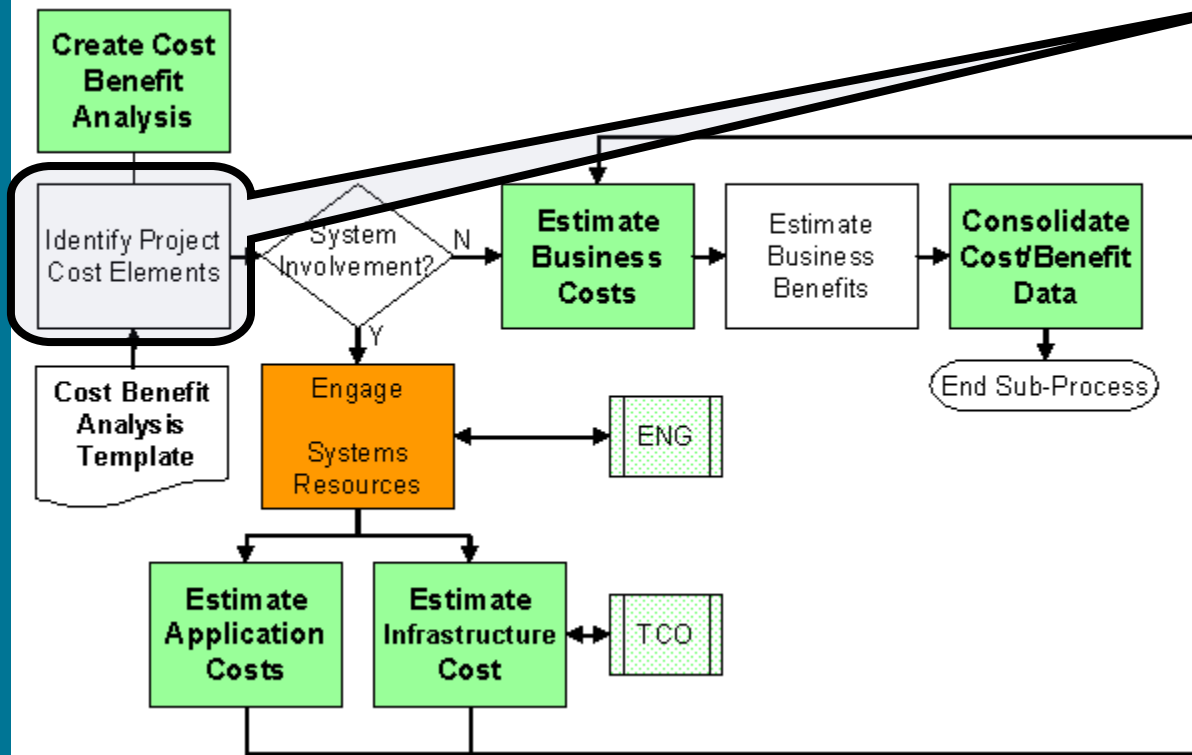 Create Cost
Benefit
Analysis
Identify Project
Cost Elements
System
Involvement?
N
Y
Estimate
Business
Costs
Estimate
Business
Benefits
Consolidate
Cost/Benefit
Data
End Sub-Process
Cost Benefit
Analysis
Template
Engage
Systems
Resources
ENG
Estimate
Application
Costs
Estimate
Infrastructure
Cost
TCO